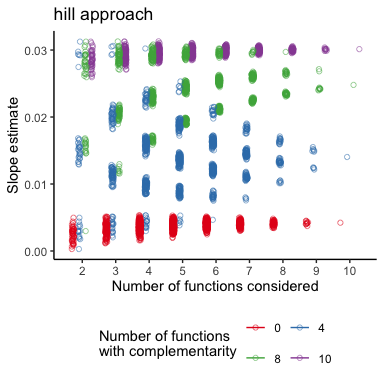 hill approach
Slope estimate
0.03
0.02
0.01
0.00
2 3 4 5 6 7 8 9 10
Number of functions considered
Number of functions
with complementarity
0 4
8 10